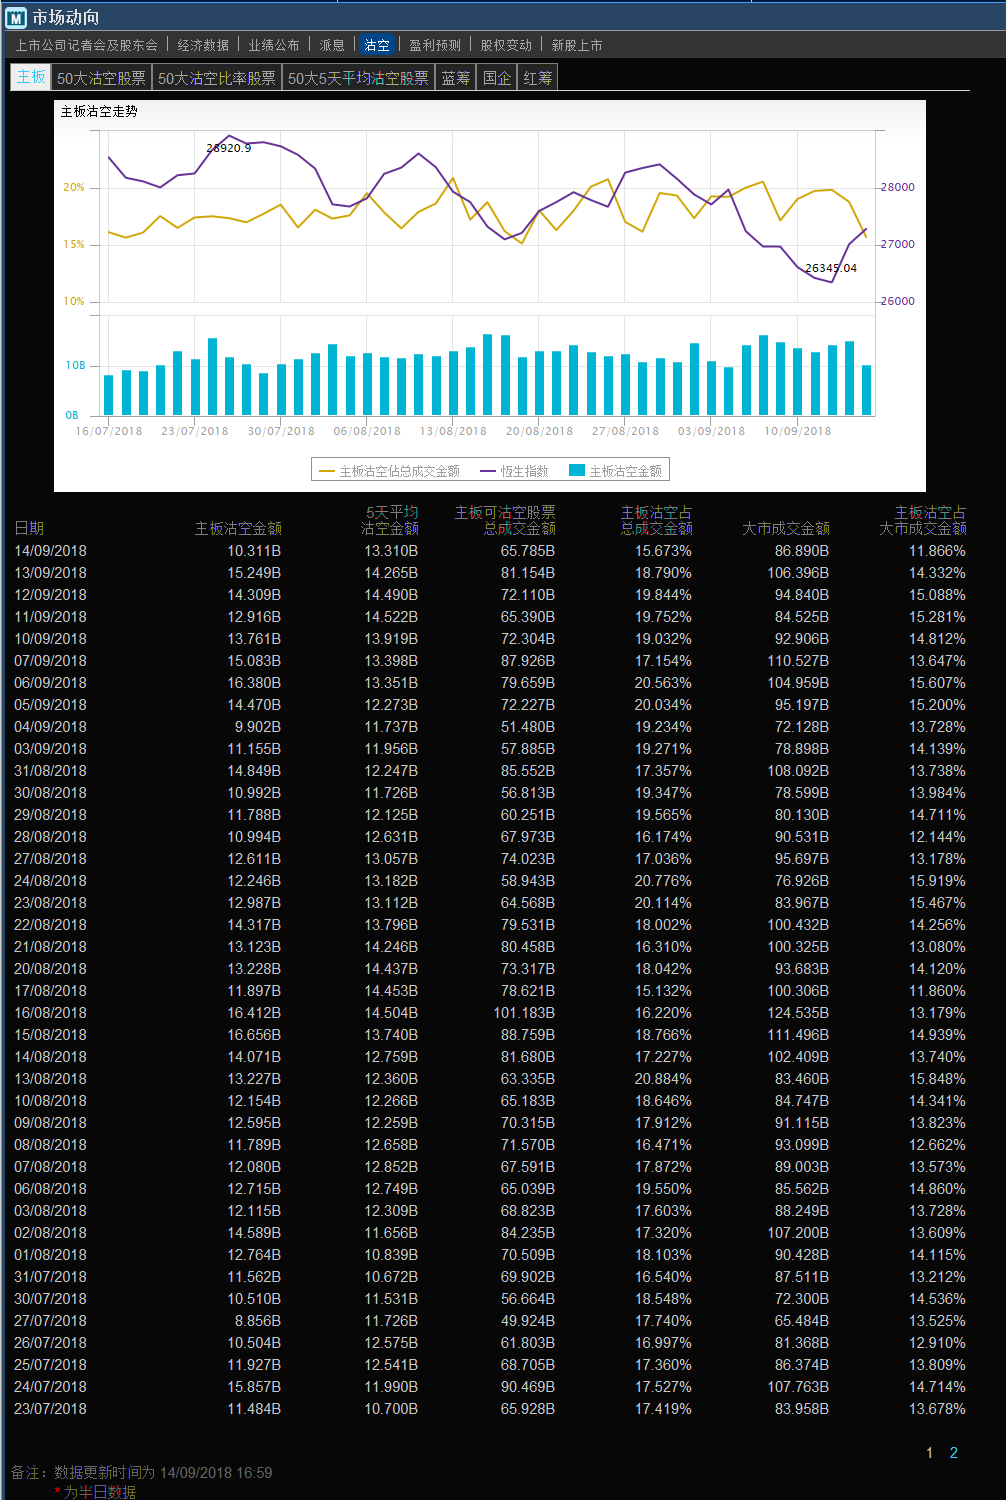 市场动向
上市公司记者会及股东会 经济数据 业绩公布 派息 沽空 盈利预测 股权变动 新股上市
主板 50大沽空股票 50大沽空比率股票 50大5天平均沽空股票 蓝筹 国企 红筹
主板沽空走势
28920.9
20% 28000
15% 27000
26345.04
10% 26000
10B
0B
16/07/2018 23/07/2018 30/07/2018 06/08/2018 13/08/2018 20/08/2018 27/08/2018 03/09/2018 10/09/2018
主板沽空佔总成交金额 恆生指数 主板沽空金额
5天平均 主板可沽空股票 主板沽空占 主板沽空占
日期 主板沽空金额 沽空金额 总成交金额 总成交金额 大市成交金额 大市成交金额
14/09/2018 10.311B 13.310B 65.785B 15.673% 86.890B 11.866%
13/09/2018 15.249B 14.265B 81.154B 18.790% 106.396B 14.332%
12/09/2018 14.309B 14.490B 72.110B 19.844% 94.840B 15.088%
11/09/2018 12.916B 14.522B 65.390B 19.752% 84.525B 15.281%
10/09/2018 13.761B 13.919B 72.304B 19.032% 92.906B 14.812%
07/09/2018 15.083B 13.398B 87.926B 17.154% 110.527B 13.647%
06/09/2018 16.380B 13.351B 79.659B 20.563% 104.959B 15.607%
05/09/2018 14.470B 12.273B 72.227B 20.034% 95.197B 15.200%
04/09/2018 9.902B 11.737B 51.480B 19.234% 72.128B 13.728%
03/09/2018 11.155B 11.956B 57.885B 19.271% 78.898B 14.139%
31/08/2018 14.849B 12.247B 85.552B 17.357% 108.092B 13.738%
30/08/2018 10.992B 11.726B 56.813B 19.347% 78.599B 13.984%
29/08/2018 11.788B 12.125B 60.251B 19.565% 80.130B 14.711%
28/08/2018 10.994B 12.631B 67.973B 16.174% 90.531B 12.144%
27/08/2018 12.611B 13.057B 74.023B 17.036% 95.697B 13.178%
24/08/2018 12.246B 13.182B 58.943B 20.776% 76.926B 15.919%
23/08/2018 12.987B 13.112B 64.568B 20.114% 83.967B 15.467%
22/08/2018 14.317B 13.796B 79.531B 18.002% 100.432B 14.256%
21/08/2018 13.123B 14.246B 80.458B 16.310% 100.325B 13.080%
20/08/2018 13.228B 14.437B 73.317B 18.042% 93.683B 14.120%
17/08/2018 11.897B 14.453B 78.621B 15.132% 100.306B 11.860%
16/08/2018 16.412B 14.504B 101.183B 16.220% 124.535B 13.179%
15/08/2018 16.656B 13.740B 88.759B 18.766% 111.496B 14.939%
14/08/2018 14.071B 12.759B 81.680B 17.227% 102.409B 13.740%
13/08/2018 13.227B 12.360B 63.335B 20.884% 83.460B 15.848%
10/08/2018 12.154B 12.266B 65.183B 18.646% 84.747B 14.341%
09/08/2018 12.595B 12.259B 70.315B 17.912% 91.115B 13.823%
08/08/2018 11.789B 12.658B 71.570B 16.471% 93.099B 12.662%
07/08/2018 12.080B 12.852B 67.591B 17.872% 89.003B 13.573%
06/08/2018 12.715B 12.749B 65.039B 19.550% 85.562B 14.860%
03/08/2018 12.115B 12.309B 68.823B 17.603% 88.249B 13.728%
02/08/2018 14.589B 11.656B 84.235B 17.320% 107.200B 13.609%
01/08/2018 12.764B 10.839B 70.509B 18.103% 90.428B 14.115%
31/07/2018 11.562B 10.672B 69.902B 16.540% 87.511B 13.212%
30/07/2018 10.510B 11.531B 56.664B 18.548% 72.300B 14.536%
27/07/2018 8.856B 11.726B 49.924B 17.740% 65.484B 13.525%
26/07/2018 10.504B 12.575B 61.803B 16.997% 81.368B 12.910%
25/07/2018 11.927B 12.541B 68.705B 17.360% 86.374B 13.809%
24/07/2018 15.857B 11.990B 90.469B 17.527% 107.763B 14.714%
23/07/2018 11.484B 10.700B 65.928B 17.419% 83.958B 13.678%
1 2
备注: 数据更新时间为 14/09/2018 16:59
* 为半日数据